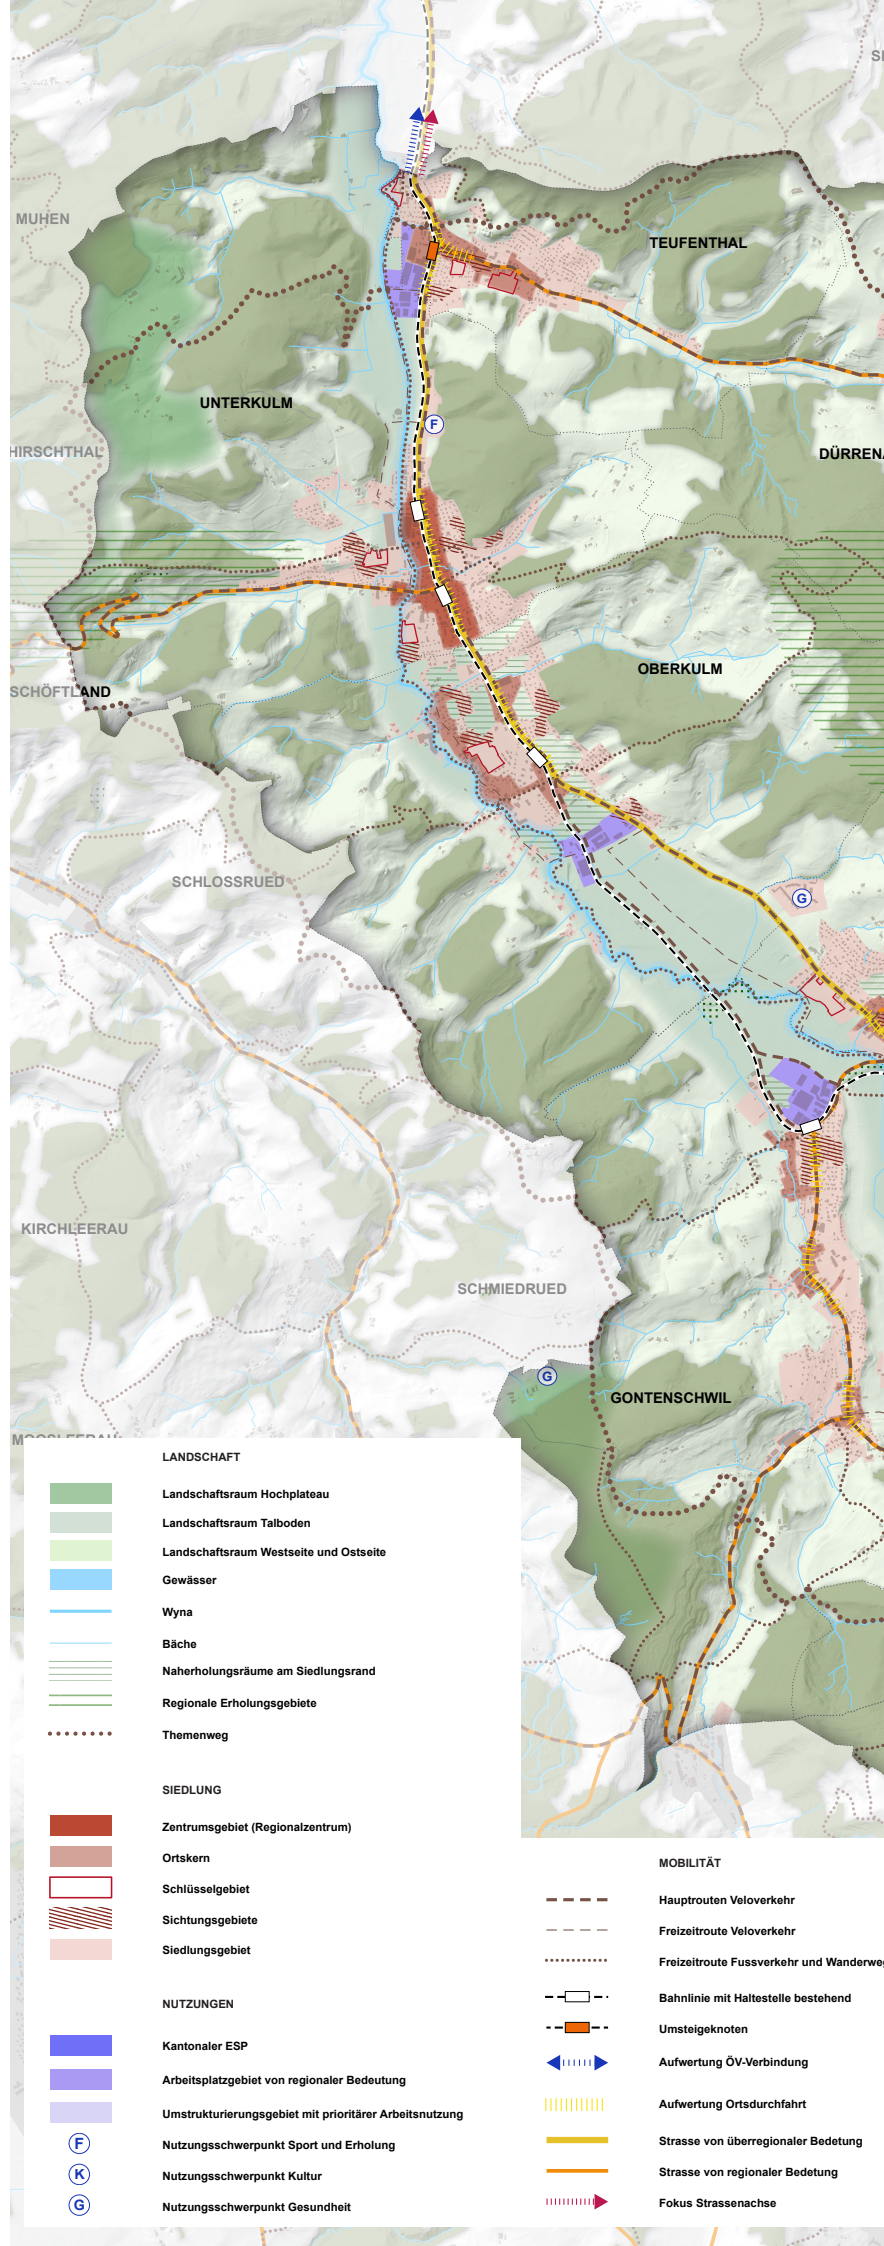 MUHEN
TEUFENTHAL
UNTERKULM
F
HIRSCHTHAL
OBERKULM
SCHÖFTLAND
SCHLOSSRUED
G
KIRCHLEERAU
SCHMIEDRUED
G
GONTENSCHWIL
LANDSCHAFT
Landschaftsraum Hochplateau
Landschaftsraum Talboden
Landschaftsraum Westseite und Ostseite
Gewässer
Wyna
Bäche
Naherholungsräume am Siedlungsrand
Regionale Erholungsgebiete
Themenweg
SIEDLUNG
Zentrumsgebiet (Regionalzentrum)
Ortskern
Schlüsselgebiet
Sichtungsgebiete
Siedlungsgebiet
NUTZUNGEN
Kantonaler ESP
Arbeitsplatzgebiet von regionaler Bedeutung
Umstrukturierungsgebiet mit prioritärer Arbeitsnutzung
F Nutzungsschwerpunkt Sport und Erholung
K Nutzungsschwerpunkt Kultur
G Nutzungsschwerpunkt Gesundheit
MOBILITÄT
Hauptrouten Veloverkehr
Freizeitroute Veloverkehr
Freizeitroute Fussverkehr und Wanderweg
Bahnlinie mit Haltestelle bestehend
Umsteigeknoten
Aufwertung ÖV-Verbindung
Aufwertung Ortsdurchfahrt
Strasse von überregionaler Bedetung
Strasse von regionaler Bedetung
Fokus Strassenachse